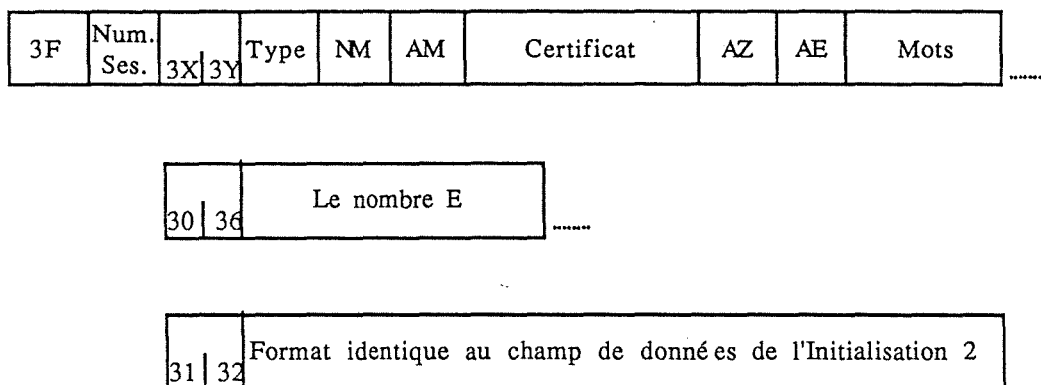 3F Num. Ses. 3X 3Y Type NM AM Certificat AZ AE Mots ........
30 36 Le nombre E ........
31 32 Format identique au champ de données de l'Initialisation 2